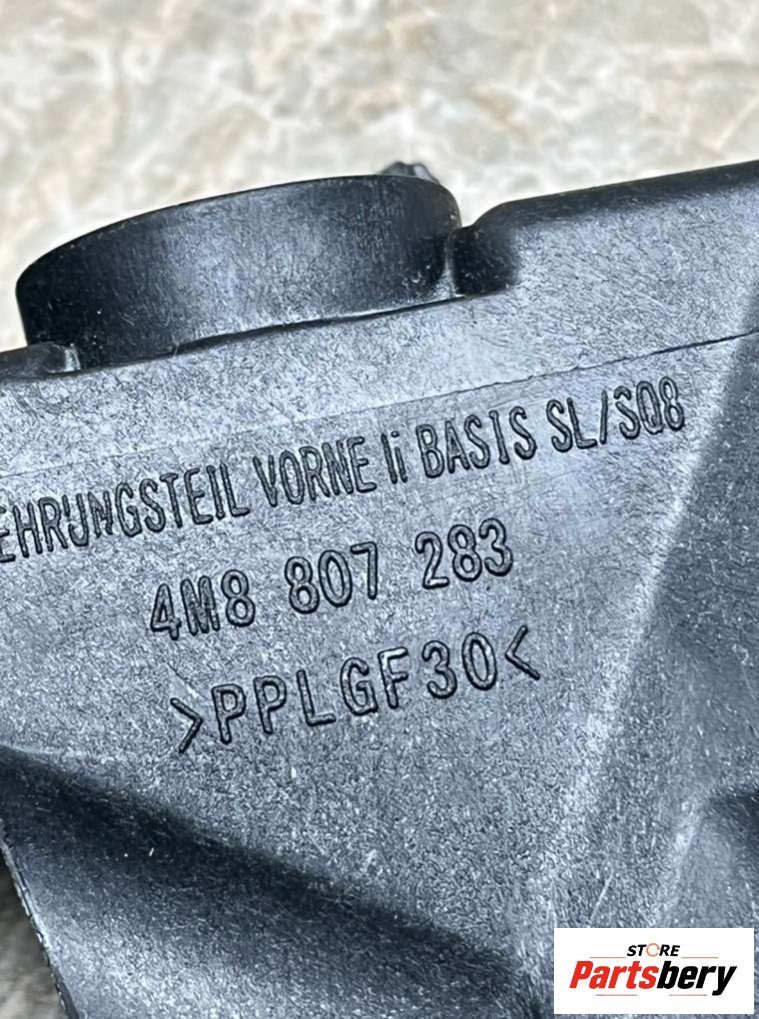 EHRUNGSTEIL VORNE li BASIS SL/SQ8
4M8 807 283
>PPLGF30<
STORE
Partsbery